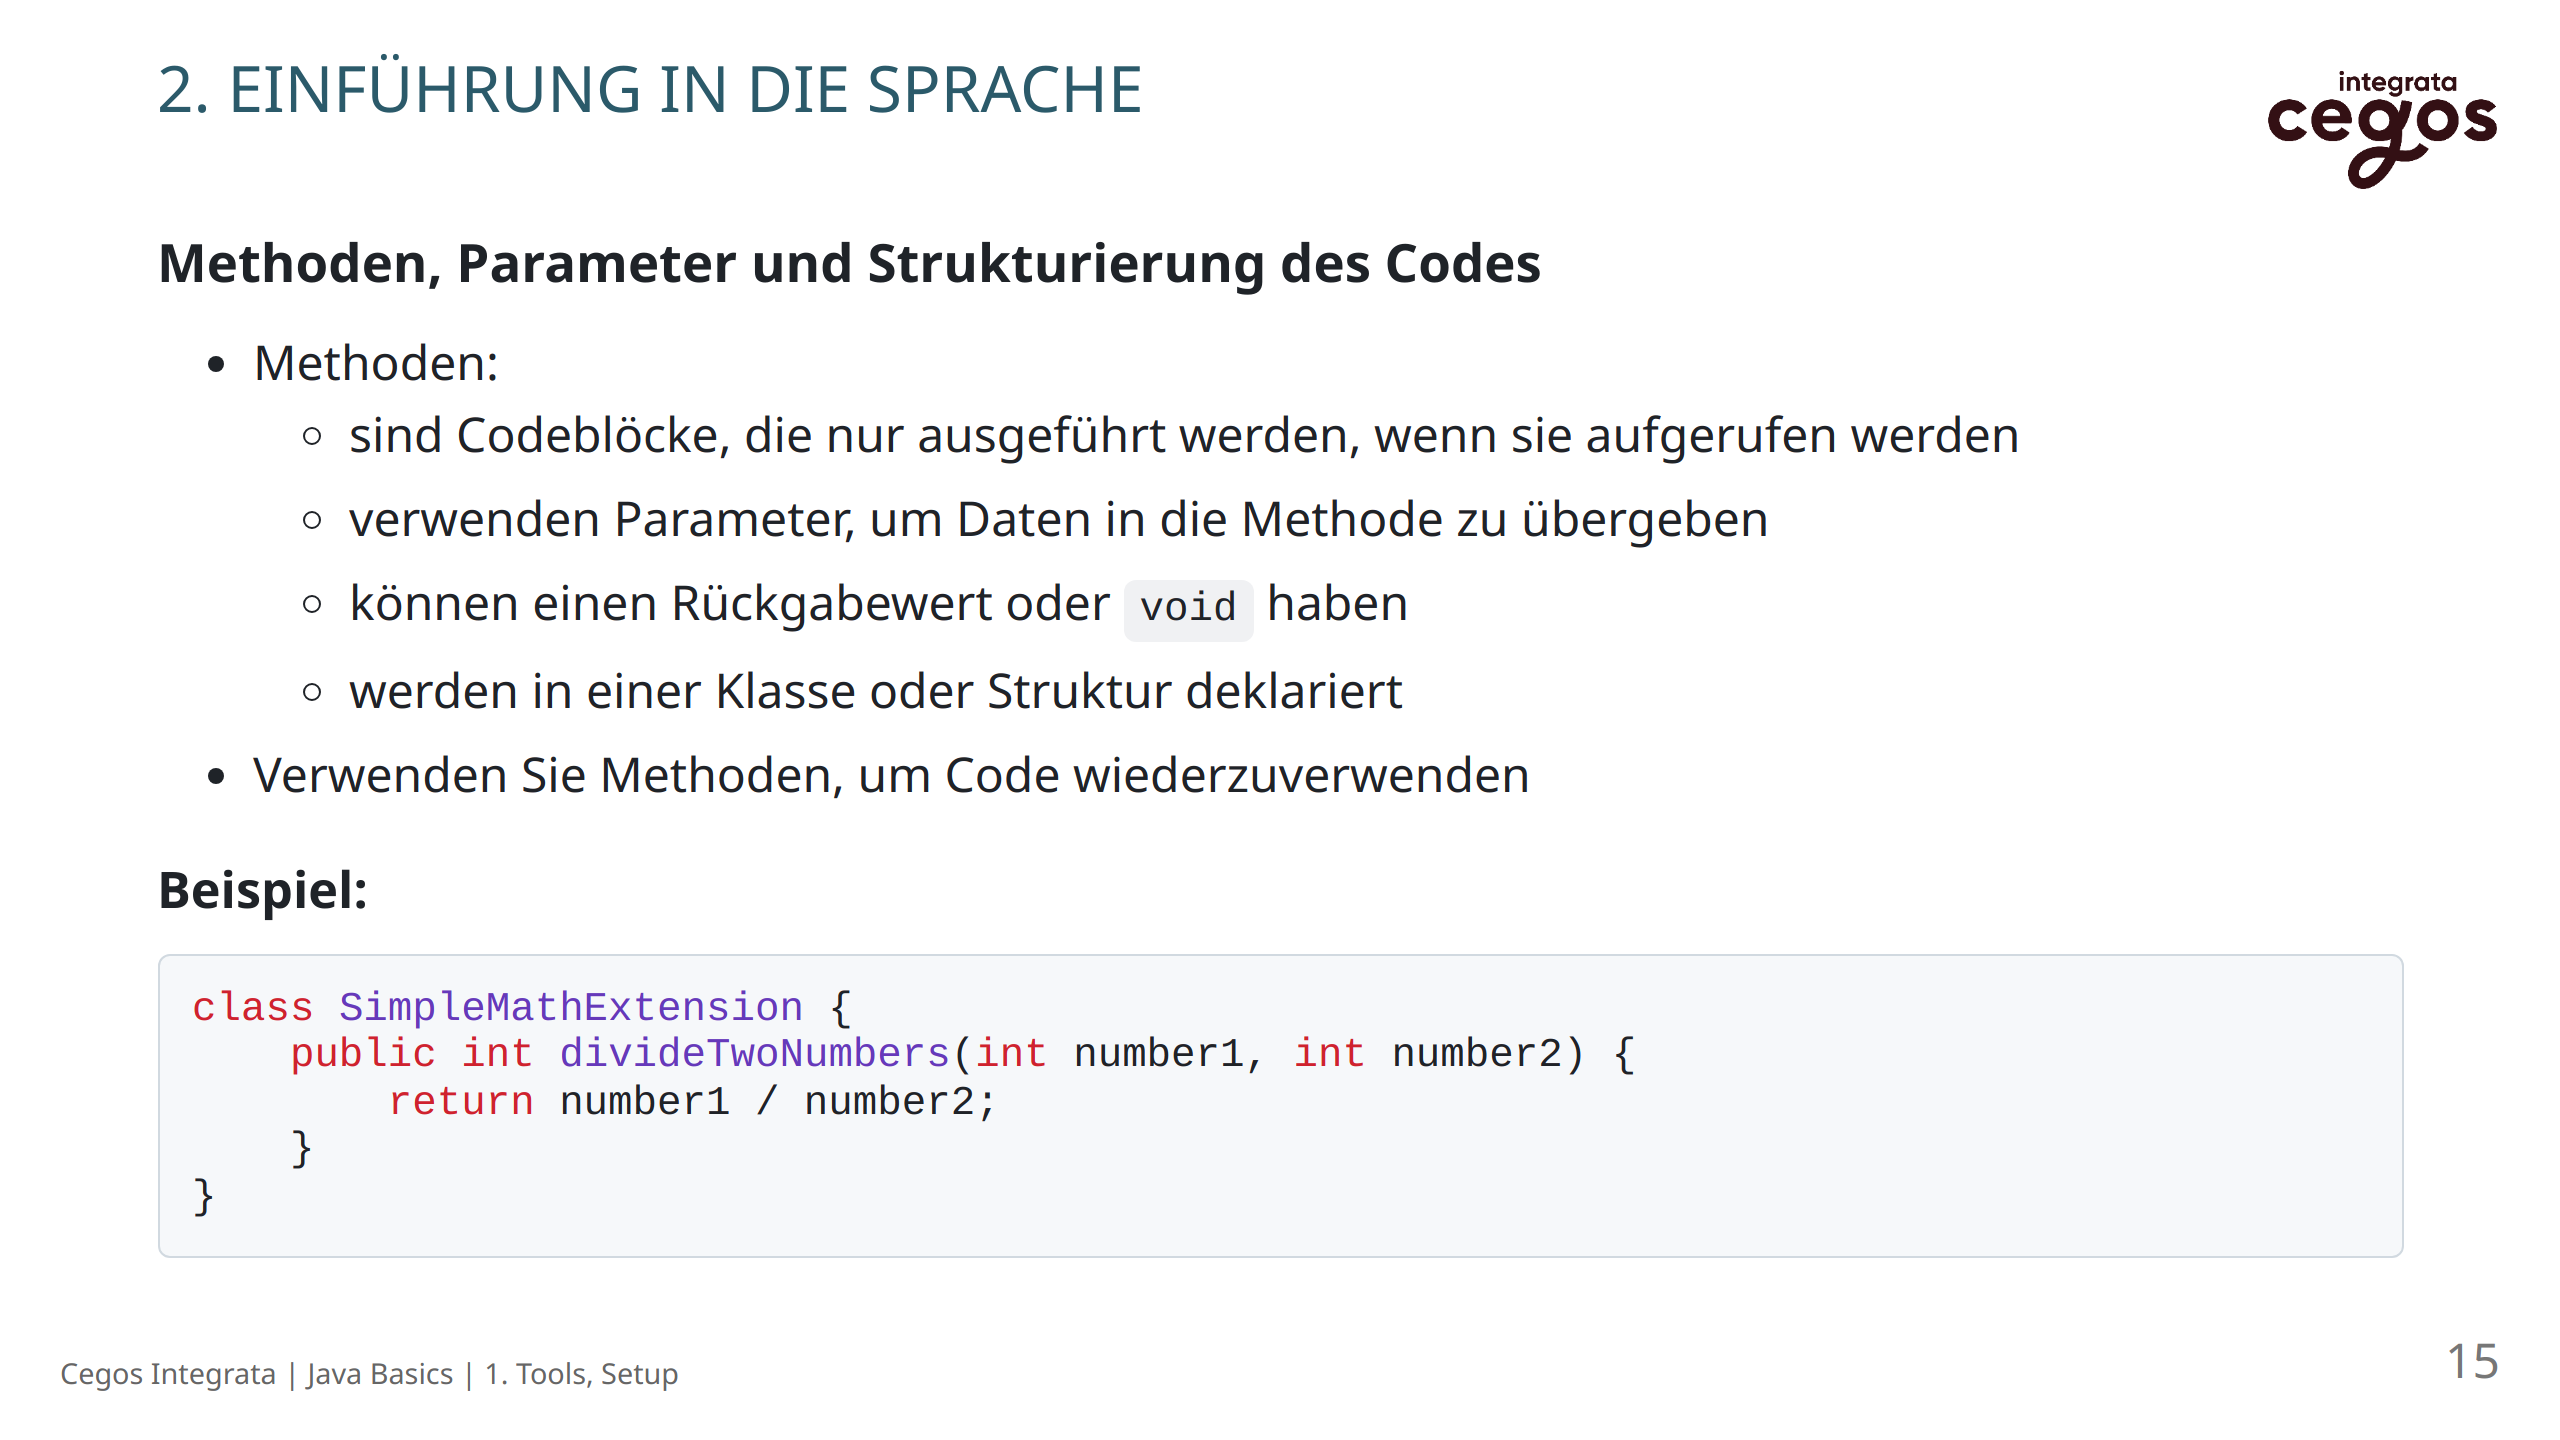 2. EINFÜHRUNG IN DIE SPRACHE
integrata
cegos
Methoden, Parameter und Strukturierung des Codes
• Methoden:
◦ sind Codeblöcke, die nur ausgeführt werden, wenn sie aufgerufen werden
◦ verwenden Parameter, um Daten in die Methode zu übergeben
◦ können einen Rückgabewert oder void haben
◦ werden in einer Klasse oder Struktur deklariert
• Verwenden Sie Methoden, um Code wiederzuverwenden
Beispiel:
class SimpleMathExtension {
    public int divideTwoNumbers(int number1, int number2) {
        return number1 / number2;
    }
}
Cegos Integrata | Java Basics | 1. Tools, Setup
15